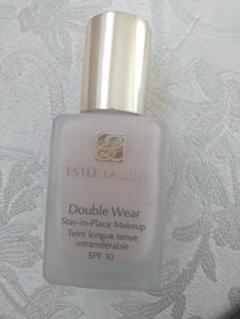 ESTĒE LAUDER
Double Wear
Stay-in-Place Makeup
Teint longue tenue
intransférable
SPF 10